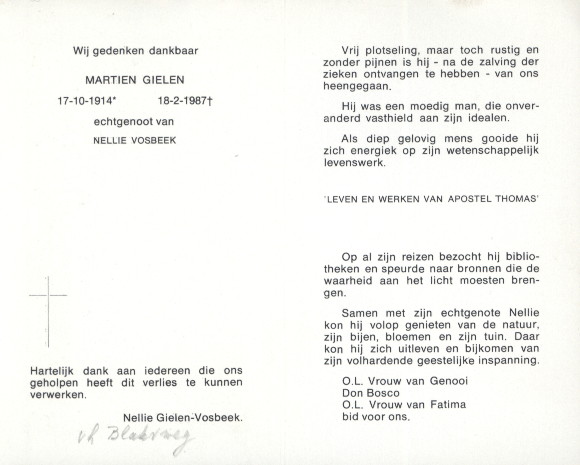 Wij gedenken dankbaar
MARTIEN GIELEN
17-10-1914* 18-2-1987†
echtgenoot van
NELLIE VOSBEEK
Hartelijk dank aan iedereen die ons
geholpen heeft dit verlies te kunnen
verwerken.
Nellie Gielen-Vosbeek.
Vrij plotseling, maar toch rustig en
zonder pijnen is hij - na de zalving der
zieken ontvangen te hebben - van ons
heengegaan.
Hij was een moedig man, die onver-
anderd vasthield aan zijn idealen.
Als diep gelovig mens gooide hij
zich energiek op zijn wetenschappelijk
levenswerk.
'LEVEN EN WERKEN VAN APOSTEL THOMAS'
Op al zijn reizen bezocht hij biblio-
theken en speurde naar bronnen die de
waarheid aan het licht moesten bren-
gen.
Samen met zijn echtgenote Nellie
kon hij volop genieten van de natuur,
zijn bijen, bloemen en zijn tuin. Daar
kon hij zich uitleven en bijkomen van
zijn volhardende geestelijke inspanning.
O.L. Vrouw van Genooi
Don Bosco
O.L. Vrouw van Fatima
bid voor ons.